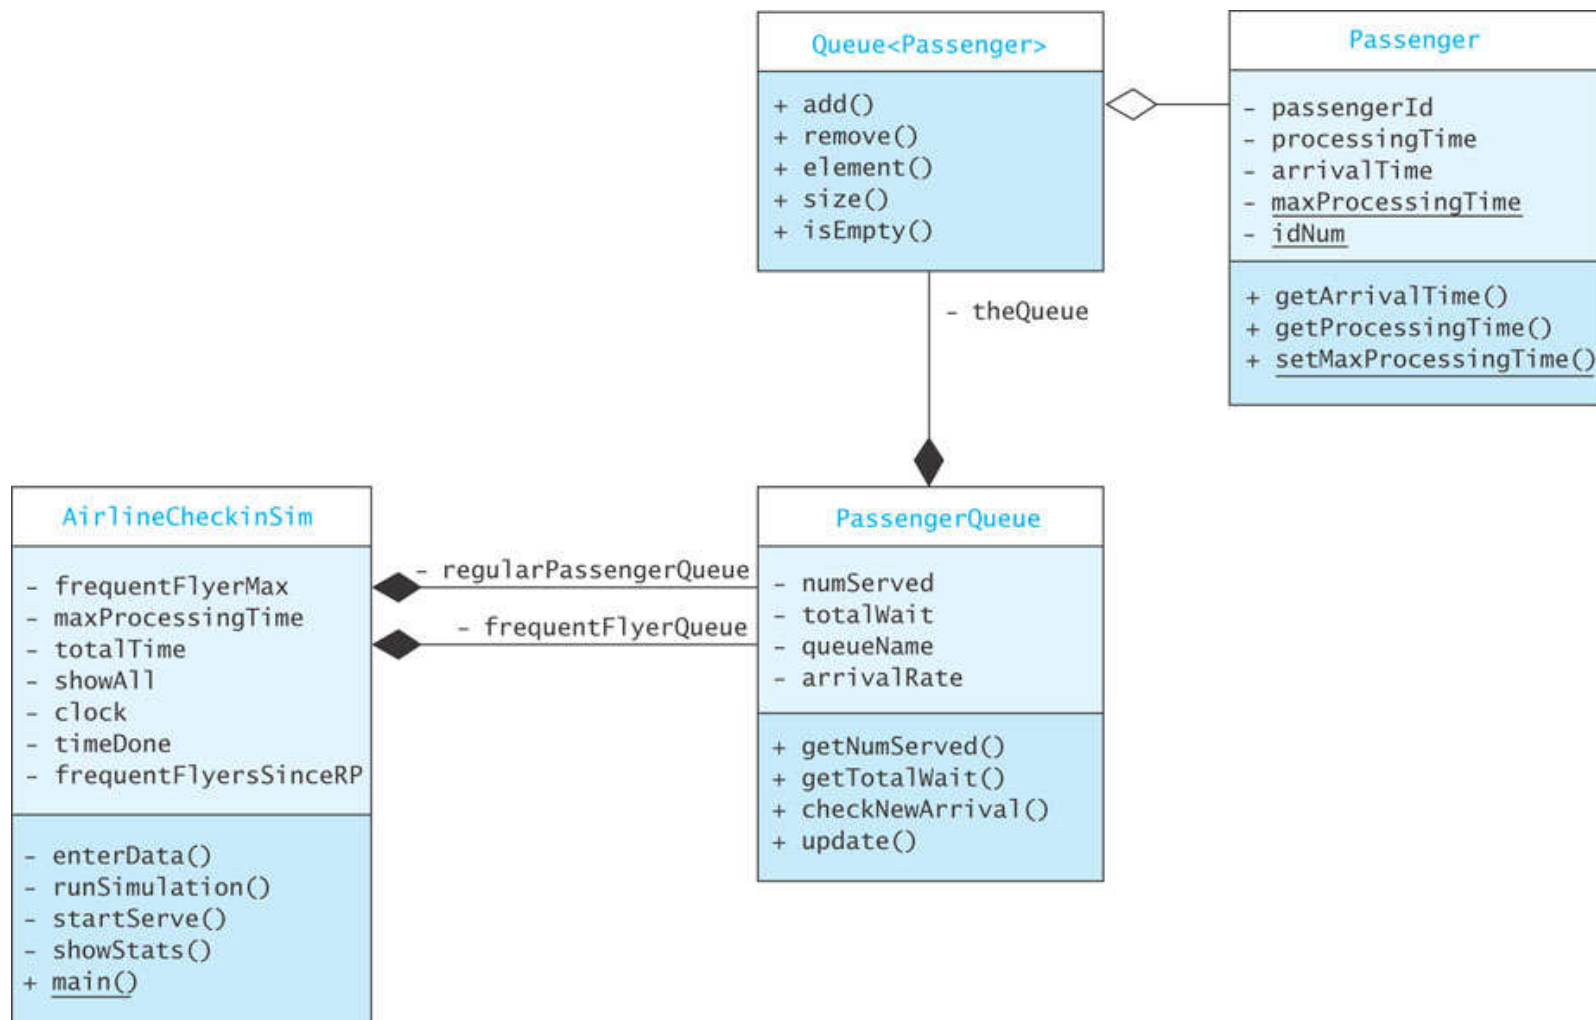 Queue<Passenger>
+ add()
+ remove()
+ element()
+ size()
+ isEmpty()
Passenger
- passengerId
- processingTime
- arrivalTime
- maxProcessingTime
- idNum
+ getArrivalTime()
+ getProcessingTime()
+ setMaxProcessingTime()
- theQueue
AirlineCheckinSim
- frequentFlyerMax
- maxProcessingTime
- totalTime
- showAll
- clock
- timeDone
- frequentFlyersSinceRP
- enterData()
- runSimulation()
- startServe()
- showStats()
+ main()
- regularPassengerQueue
- frequentFlyerQueue
PassengerQueue
- numServed
- totalWait
- queueName
- arrivalRate
+ getNumServed()
+ getTotalWait()
+ checkNewArrival()
+ update()